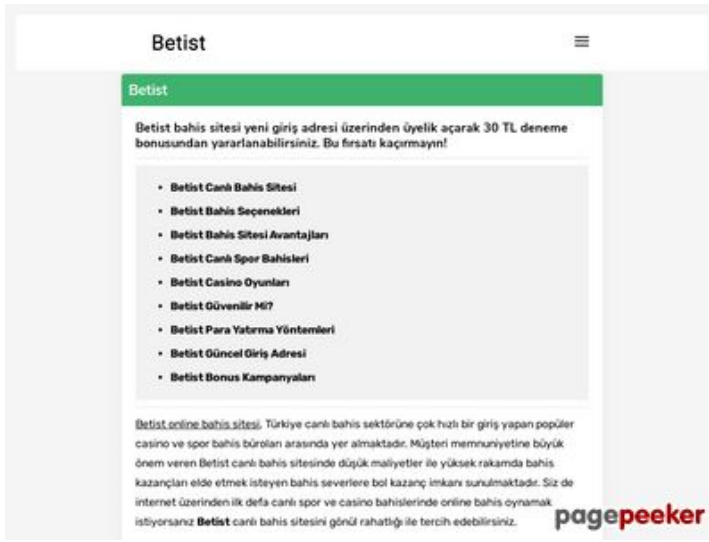 Betist
Betist
Betist bahis sitesi yeni giriş adresi üzerinden üyelik açarak 30 TL deneme
bonusundan yararlanabilirsiniz. Bu fırsatı kaçırmayın!
• Betist Canlı Bahis Sitesi
• Betist Bahis Seçenekleri
• Betist Bahis Sitesi Avantajları
• Betist Canlı Spor Bahisleri
• Betist Casino Oyunları
• Betist Güvenilir Mi?
• Betist Para Yatırma Yöntemleri
• Betist Güncel Giriş Adresi
• Betist Bonus Kampanyaları
Betist online bahis sitesi, Türkiye canlı bahis sektörüne çok hızlı bir giriş yapan popüler
casino ve spor bahis büroları arasında yer almaktadır. Müşteri memnuniyetine büyük
önem veren Betist canlı bahis sitesinde düşük maliyetler ile yüksek rakamda bahis
kazançları elde etmek isteyen bahis severlere bol kazanç imkanı sunulmaktadır. Siz de
internet üzerinden ilk defa canlı spor ve casino bahislerinde online bahis oynamak
istiyorsanız Betist canlı bahis sitesini gönül rahatlığı ile tercih edebilirsiniz.
pagepeeker